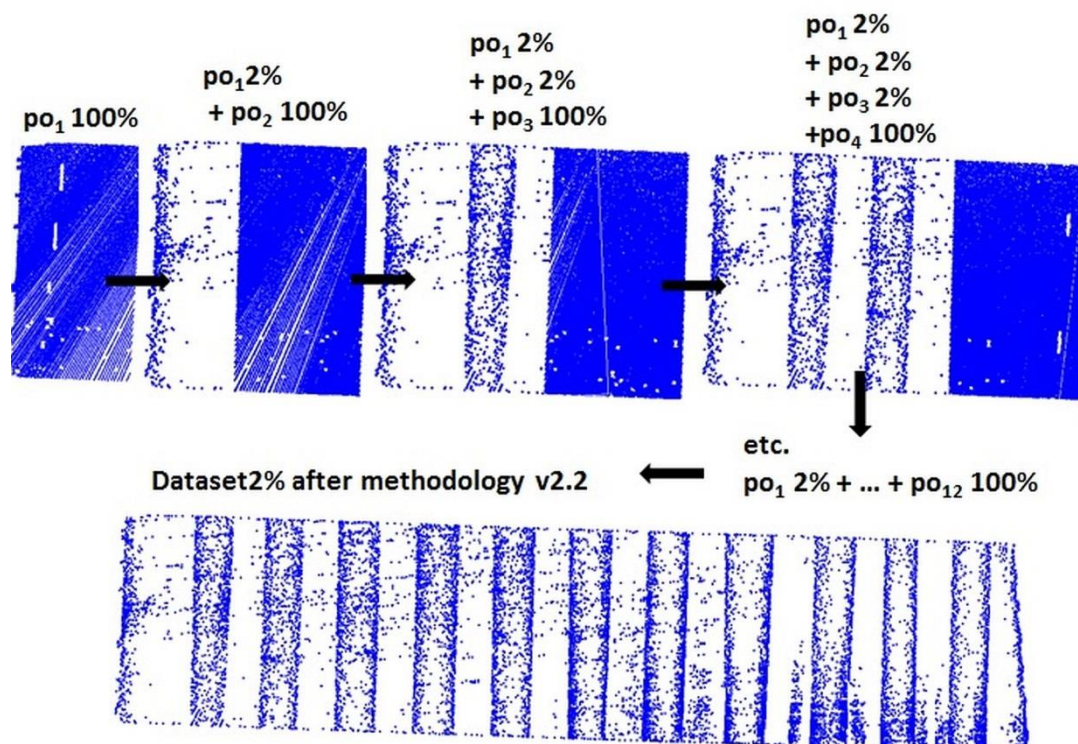 po₁ 100%
po₁2%
+ po₂ 100%
po₁ 2%
+ po₂ 2%
+ po₃ 100%
po₁ 2%
+ po₂ 2%
+ po₃ 2%
+po₄ 100%
etc.
po₁ 2% + ... + po₁₂ 100%
Dataset2% after methodology v2.2